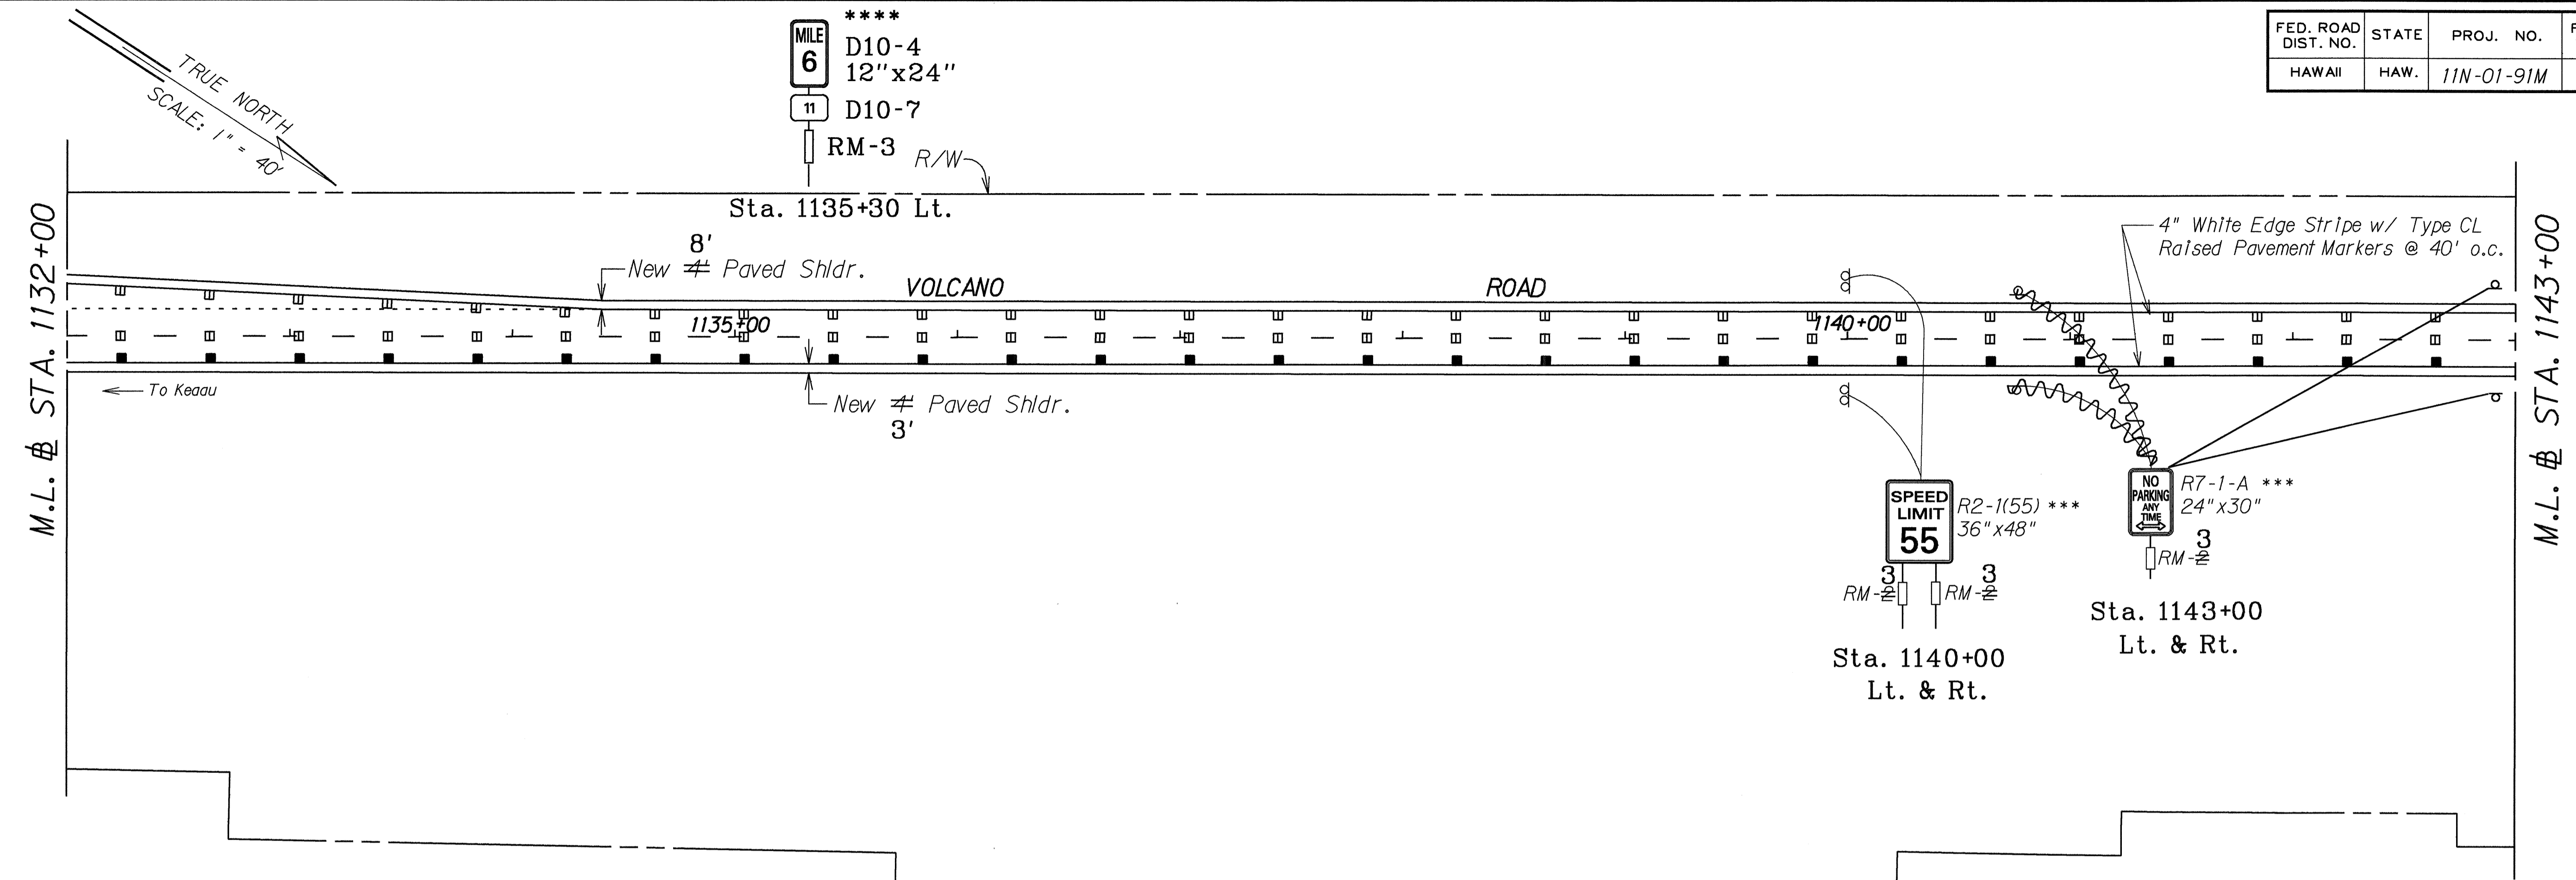 TRUE NORTH
SCALE: 1" = 40'
MILE
6
****
D10-4
12"x24"
11
D10-7
RM-3
R/W
Sta. 1135+30 Lt.
FED. ROAD DIST. NO.
STATE
PROJ. NO.
HAWAII
HAW.
11N-01-91M
M.L. STA. 1132+00
8'
New 4' Paved Shldr.
VOLCANO
ROAD
1135+00
1140+00
4" White Edge Stripe w/ Type CL
Raised Pavement Markers @ 40' o.c.
To Keaau
New 4' Paved Shldr.
3'
SPEED
LIMIT
55
R2-1(55) ***
36"x48"
3
RM-2
3
RM-2
Sta. 1140+00
Lt. & Rt.
NO
PARKING
ANY
TIME
R7-1-A ***
24"x30"
3
RM-2
Sta. 1143+00
Lt. & Rt.
M.L. STA. 1143+00